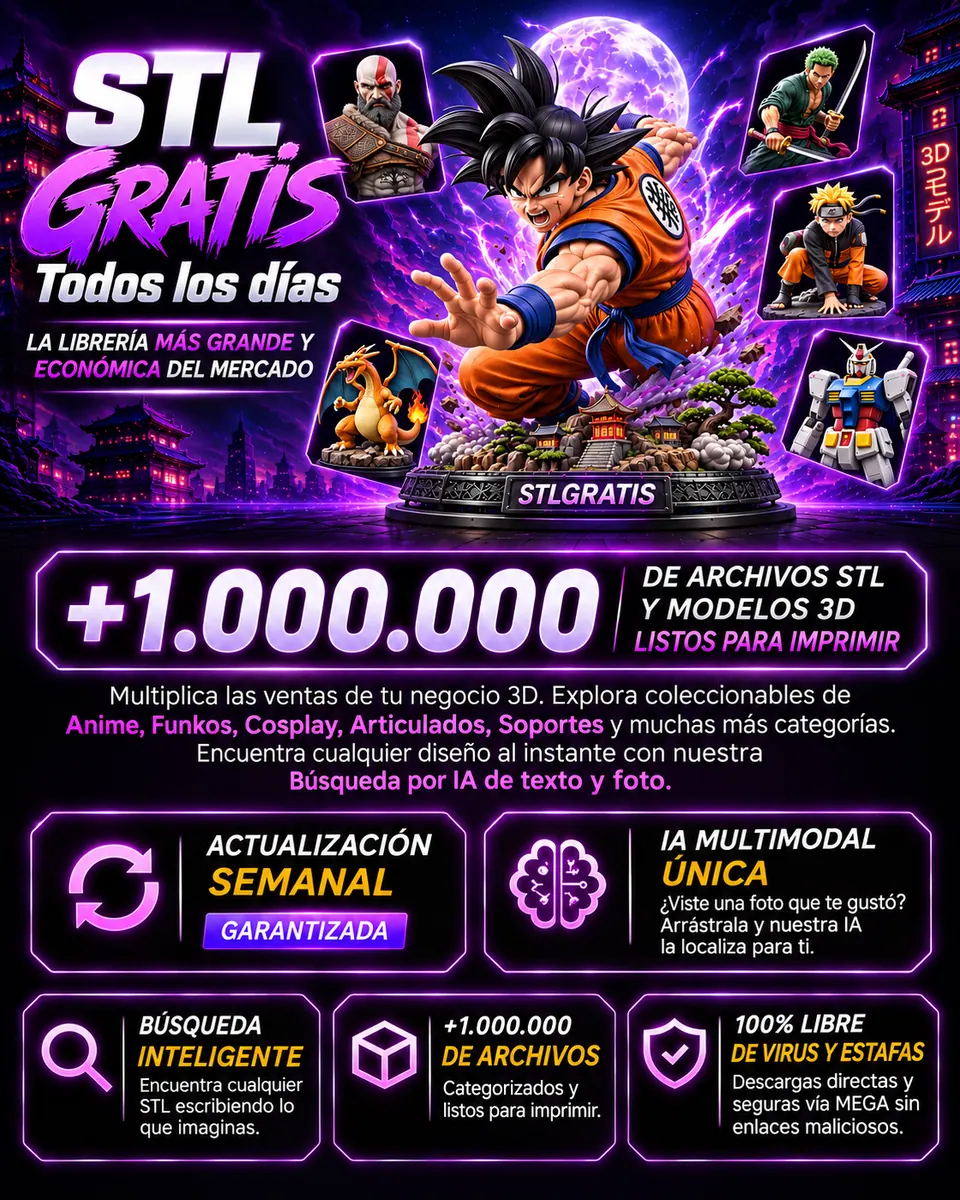 STL
GRATIS
Todos los días
LA LIBRERÍA MÁS GRANDE Y
ECONÓMICA DEL MERCADO
3Dつモデル
STLGRATIS
+1.000.000
DE ARCHIVOS STL
Y MODELOS 3D
LISTOS PARA IMPRIMIR
Multiplica las ventas de tu negocio 3D. Explora coleccionables de
Anime, Funkos, Cosplay, Articulados, Soportes y muchas más categorías.
Encuentra cualquier diseño al instante con nuestra
Búsqueda por IA de texto y foto.
ACTUALIZACIÓN
SEMANAL
GARANTIZADA
IA MULTIMODAL
ÚNICA
¿Viste una foto que te gustó?
Arrástrala y nuestra IA
la localiza para ti.
BÚSQUEDA
INTELIGENTE
Encuentra cualquier
STL escribiendo lo
que imaginas.
+1.000.000
DE ARCHIVOS
Categorizados y
listos para imprimir.
100% LIBRE
DE VIRUS Y ESTAFAS
Descargas directas y
seguras vía MEGA sin
enlaces maliciosos.